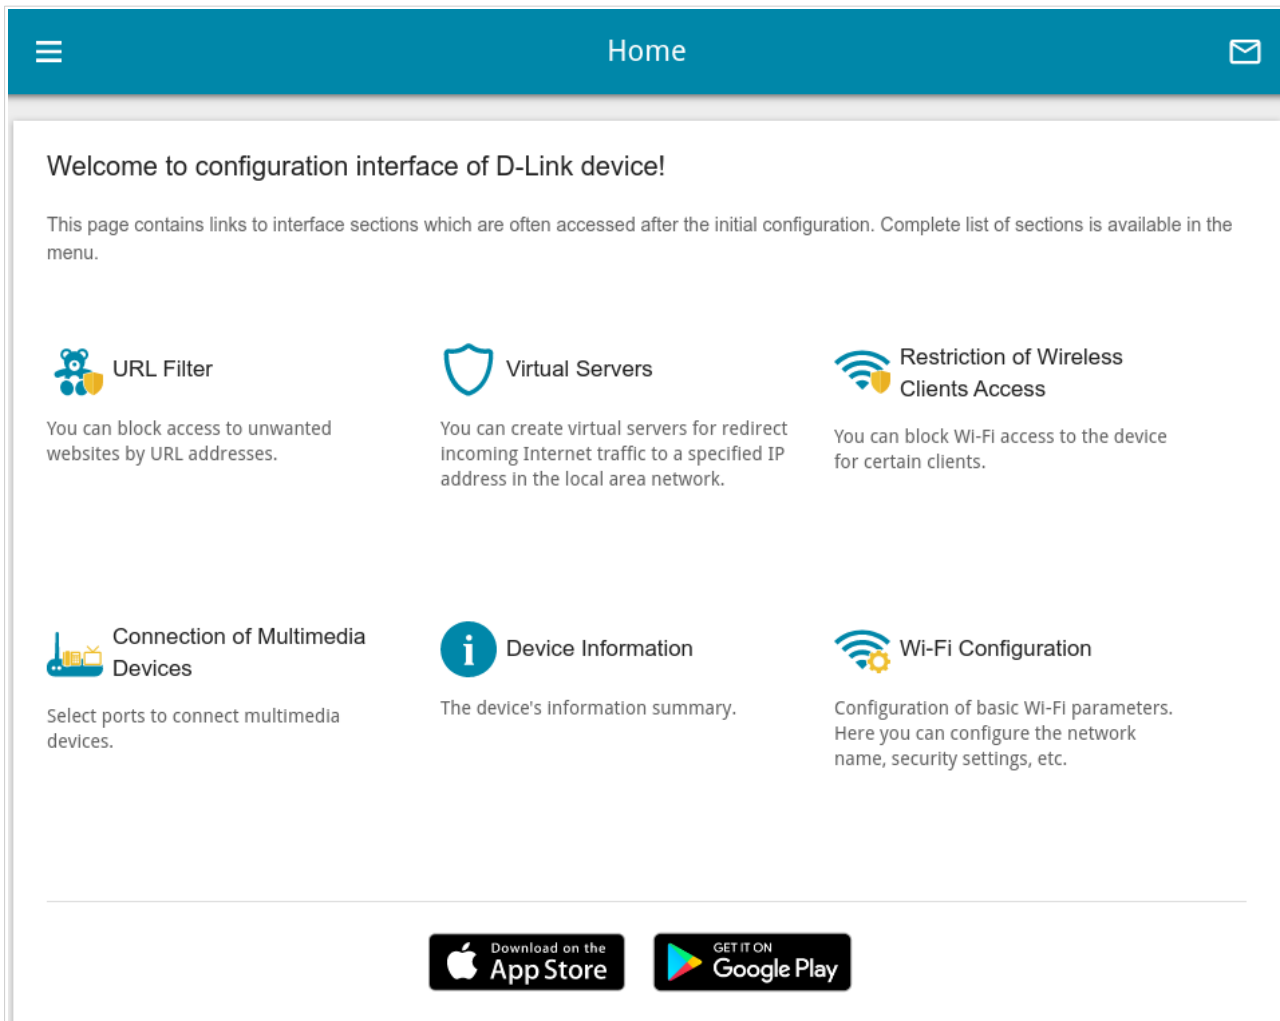 Home
Welcome to configuration interface of D-Link device!
This page contains links to interface sections which are often accessed after the initial configuration. Complete list of sections is available in the
menu.
URL Filter
You can block access to unwanted
websites by URL addresses.
Virtual Servers
You can create virtual servers for redirect
incoming Internet traffic to a specified IP
address in the local area network.
Restriction of Wireless
Clients Access
You can block Wi-Fi access to the device
for certain clients.
Connection of Multimedia
Devices
Select ports to connect multimedia
devices.
Device Information
The device's information summary.
Wi-Fi Configuration
Configuration of basic Wi-Fi parameters.
Here you can configure the network
name, security settings, etc.
Download on the
App Store
GET IT ON
Google Play